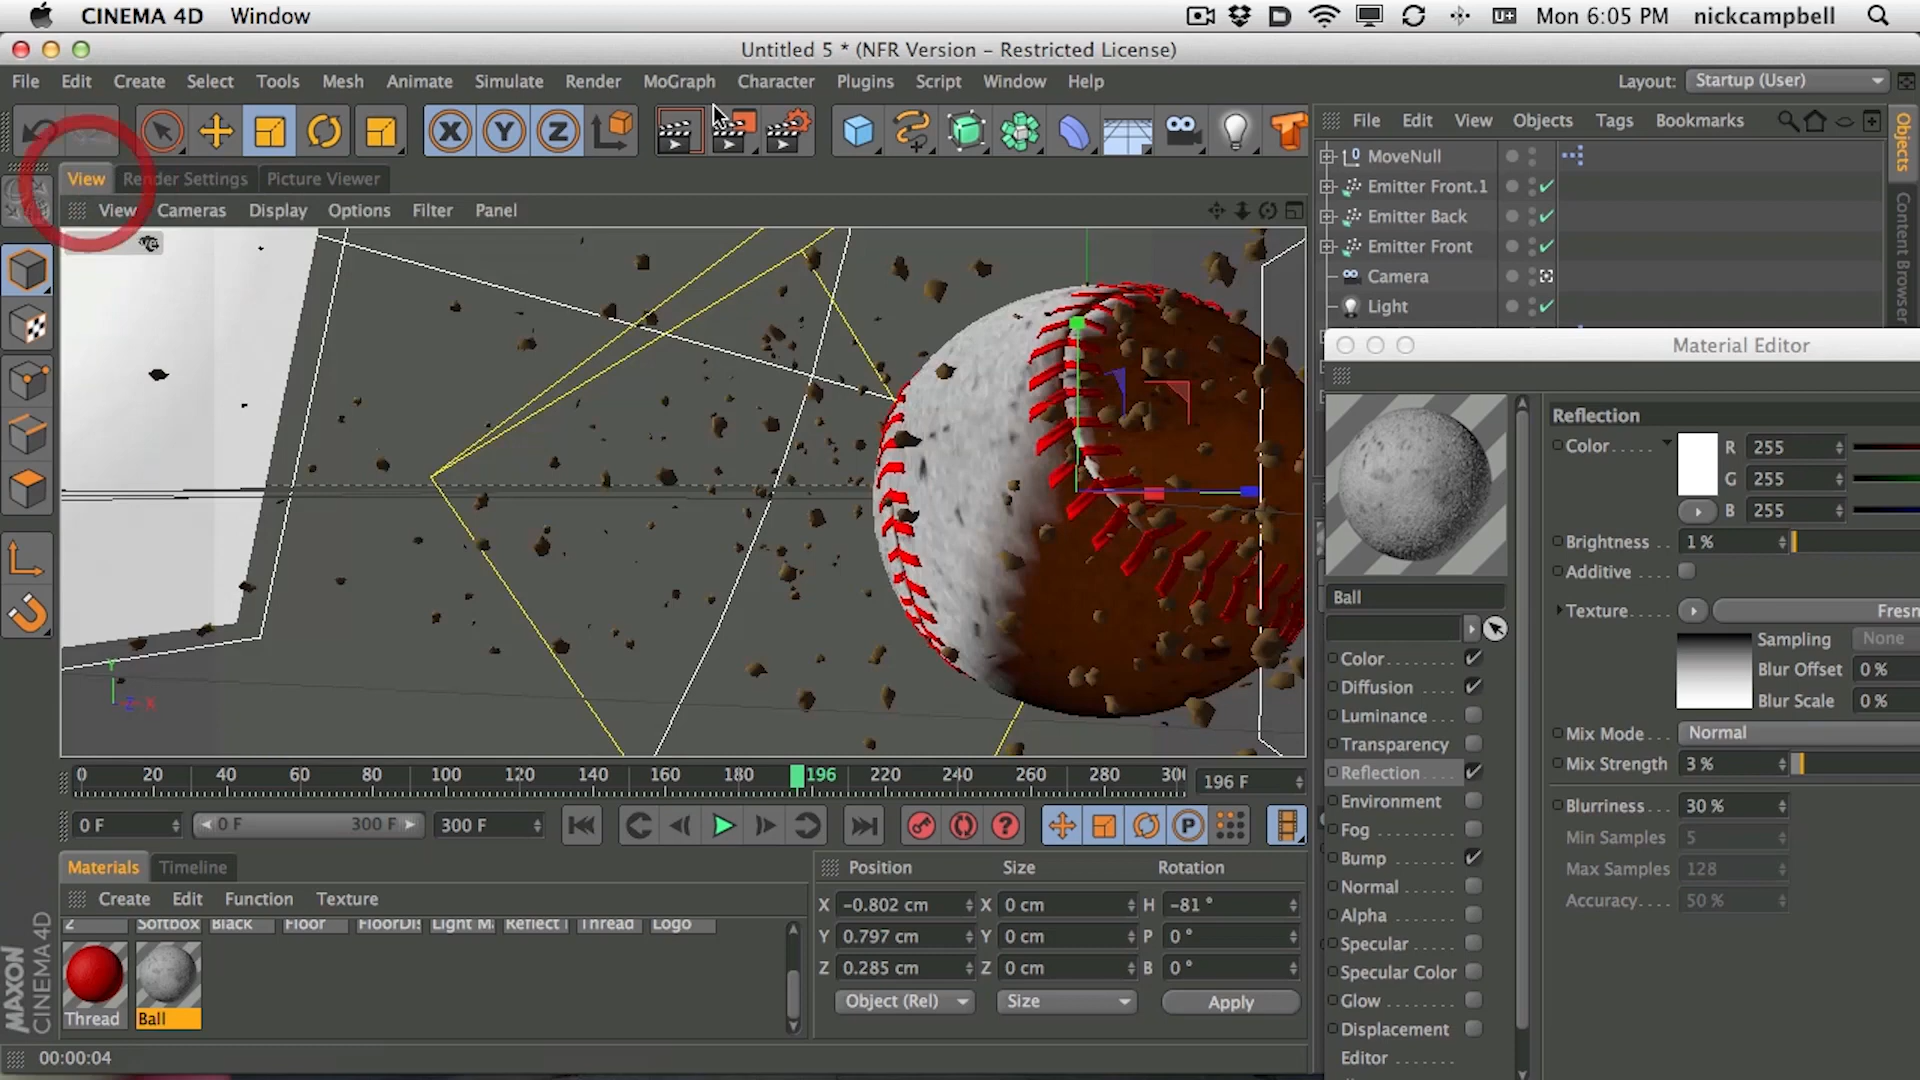 CINEMA 4D Window
Mon 6:05 PM nickcampbell
Untitled 5 * (NFR Version - Restricted License)
File Edit Create Select Tools Mesh Animate Simulate Render MoGraph Character Plugins Script Window Help
Layout: Startup (User)
X Y Z
File Edit View Objects Tags Bookmarks
Objects
Content Browser
View Render Settings Picture Viewer
View Cameras Display Options Filter Panel
MoveNull
Emitter Front.1
Emitter Back
Emitter Front
Camera
Light
Material Editor
Reflection
Color R 255
G 255
B 255
Brightness 1 %
Additive
Texture
Sampling None
Blur Offset 0 %
Blur Scale 0 %
Mix Mode Normal
Mix Strength 3 %
Blurriness 30 %
Min Samples 5
Max Samples 128
Accuracy 50 %
Ball
Color
Diffusion
Luminance
Transparency
Reflection
Environment
Fog
Bump
Normal
Alpha
Specular
Specular Color
Glow
Displacement
Editor
Y
Z X
0 20 40 60 80 100 120 140 160 180 196 220 240 260 280 196 F
0 F 0 F 300 F 300 F
P
Materials Timeline
Create Edit Function Texture
2 Softbox Black Floor FloorDis Light M Reflect Thread Logo
Thread Ball
Position Size Rotation
X -0.802 cm X 0 cm H -81 °
Y 0.797 cm Y 0 cm P 0 °
Z 0.285 cm Z 0 cm B 0 °
Object (Rel) Size Apply
MAXON
CINEMA 4D
00:00:04